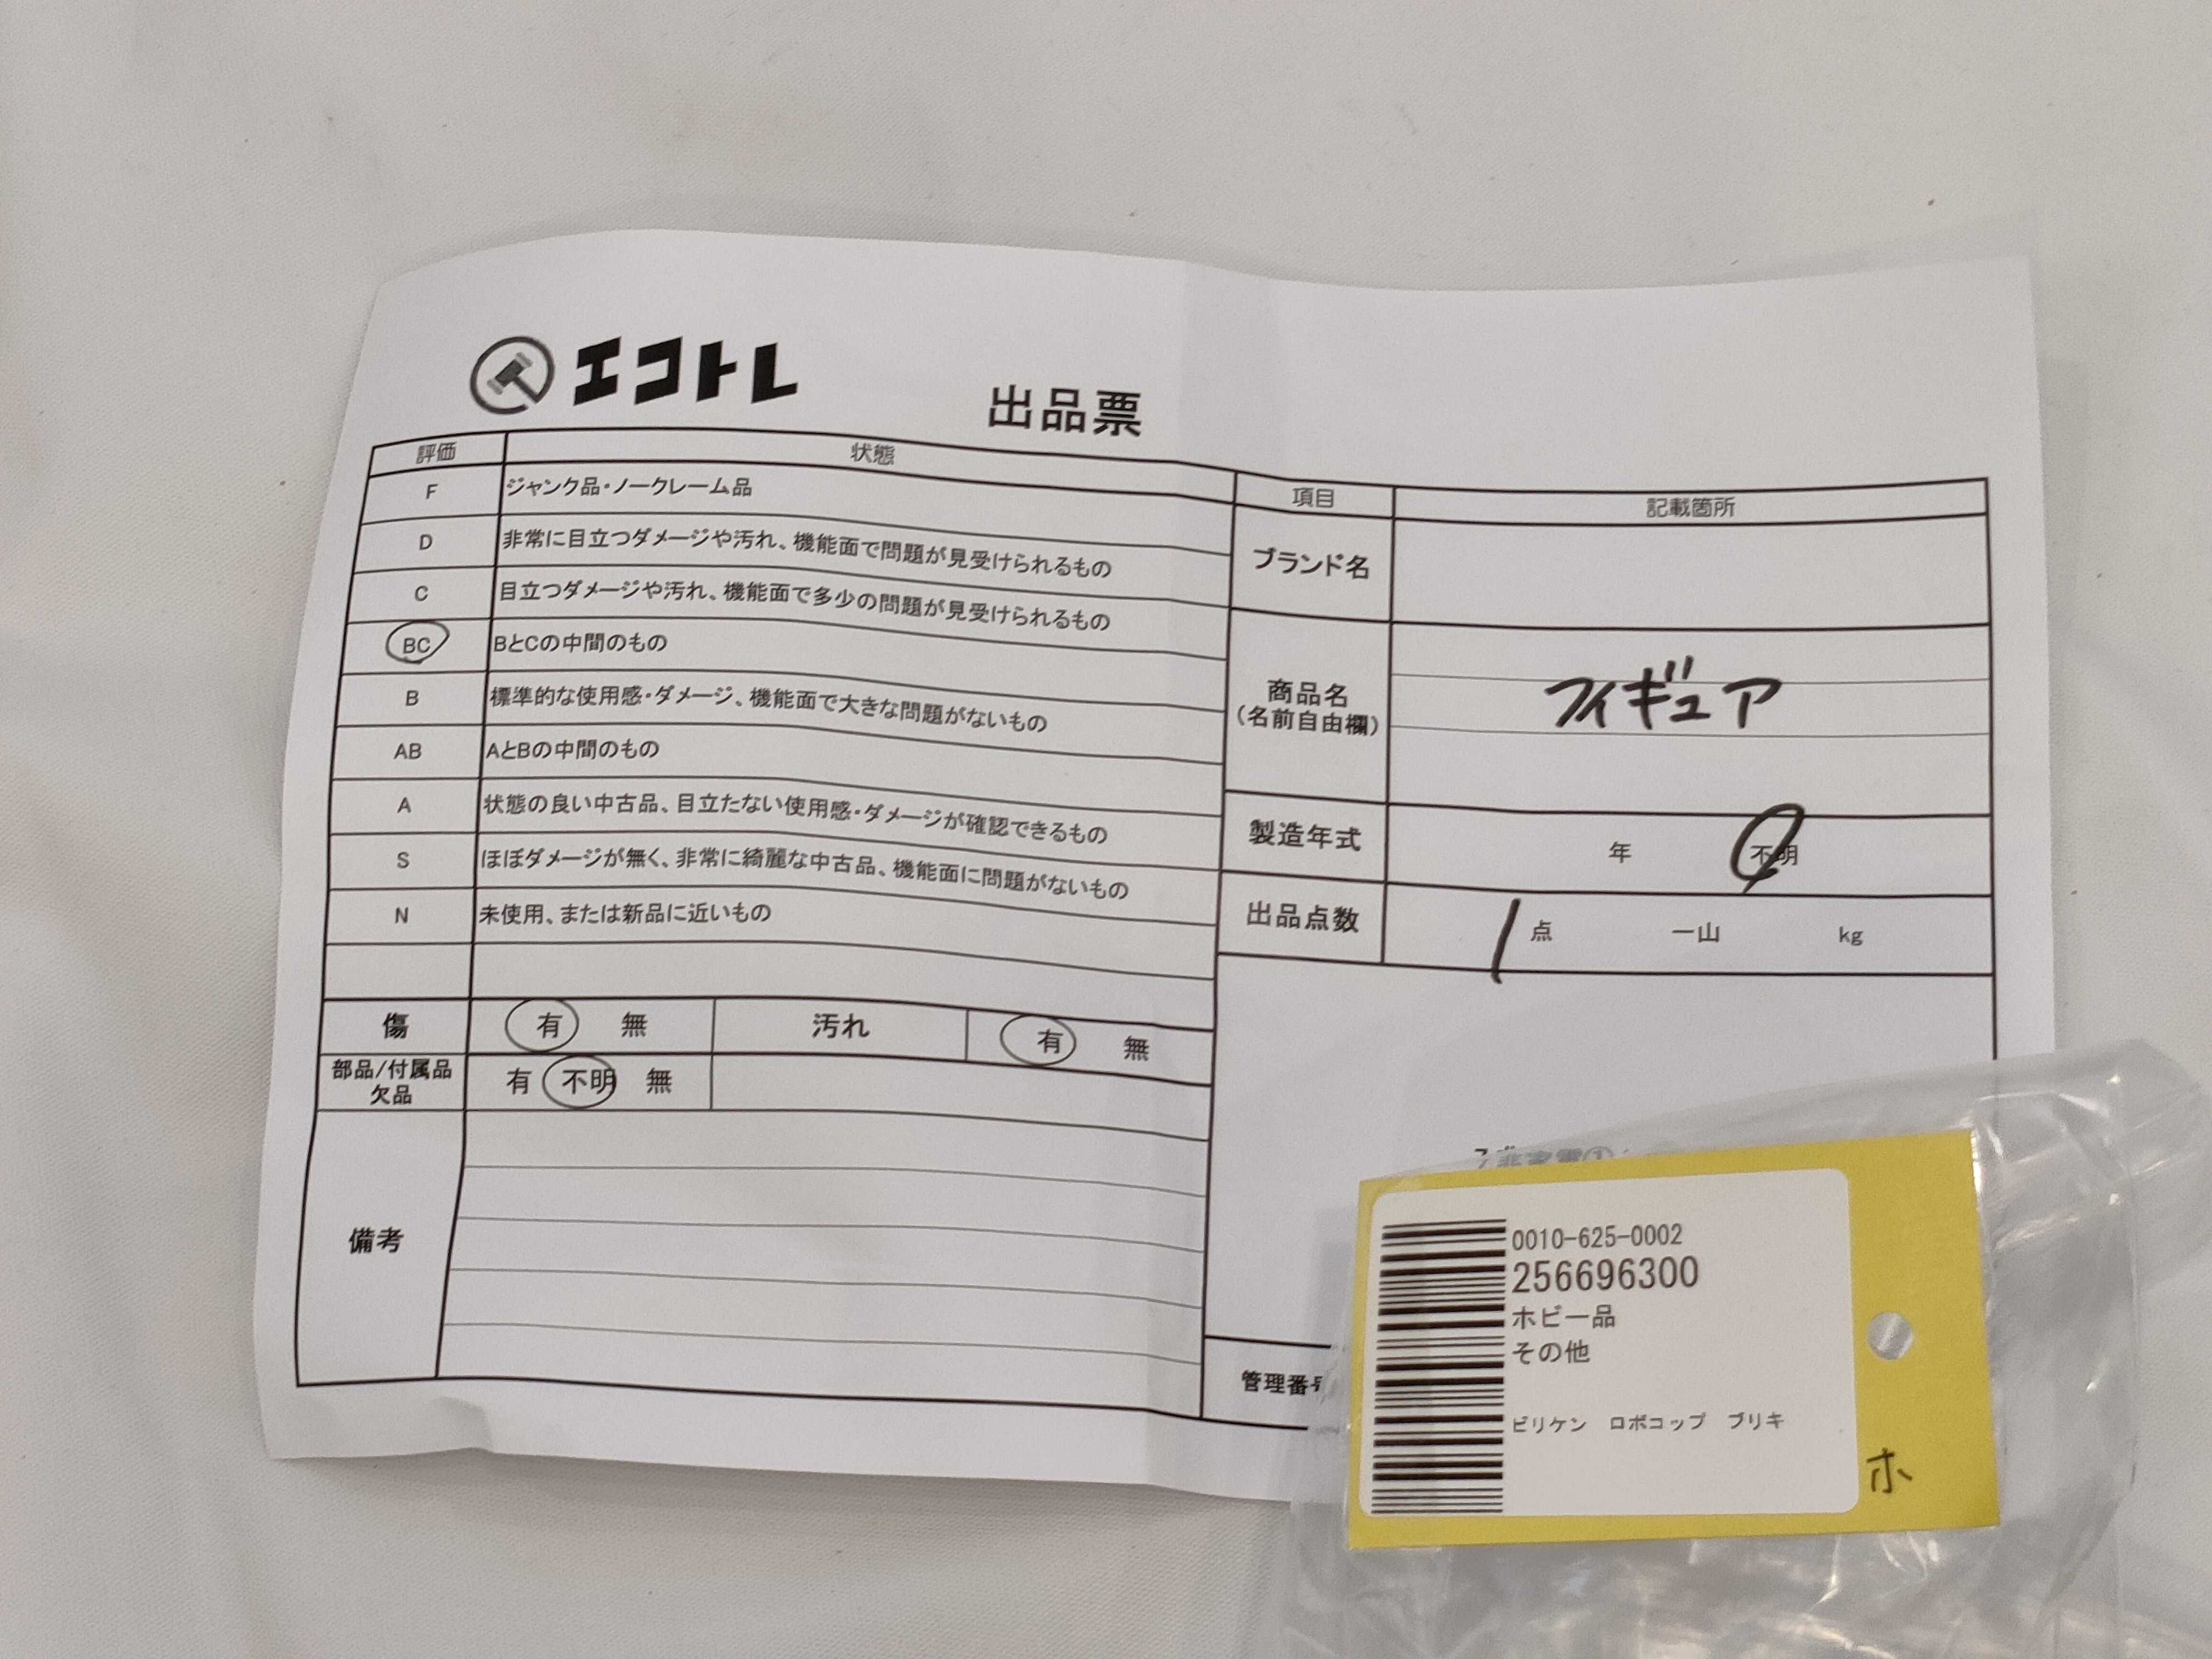 エコトレ
出品票
評価 状態
F ジャンク品・ノークレーム品
D 非常に目立つダメージや汚れ、機能面で問題が見受けられるもの
C 目立つダメージや汚れ、機能面で多少の問題が見受けられるもの
BC BとCの中間のもの
B 標準的な使用感・ダメージ、機能面で大きな問題がないもの
AB AとBの中間のもの
A 状態の良い中古品、目立たない使用感・ダメージが確認できるもの
S ほぼダメージが無く、非常に綺麗な中古品、機能面に問題がないもの
N 未使用、または新品に近いもの
傷 有 無 汚れ 有 無
部品/付属品
欠品 有 不明 無
備考
項目 記載箇所
ブランド名
商品名
(名前自由欄) フィギュア
製造年式 年 不明
出品点数 1 点 一山 kg
管理番
0010-625-0002
256696300
ホビー品
その他
ビリケン ロボコップ ブリキ
ホ